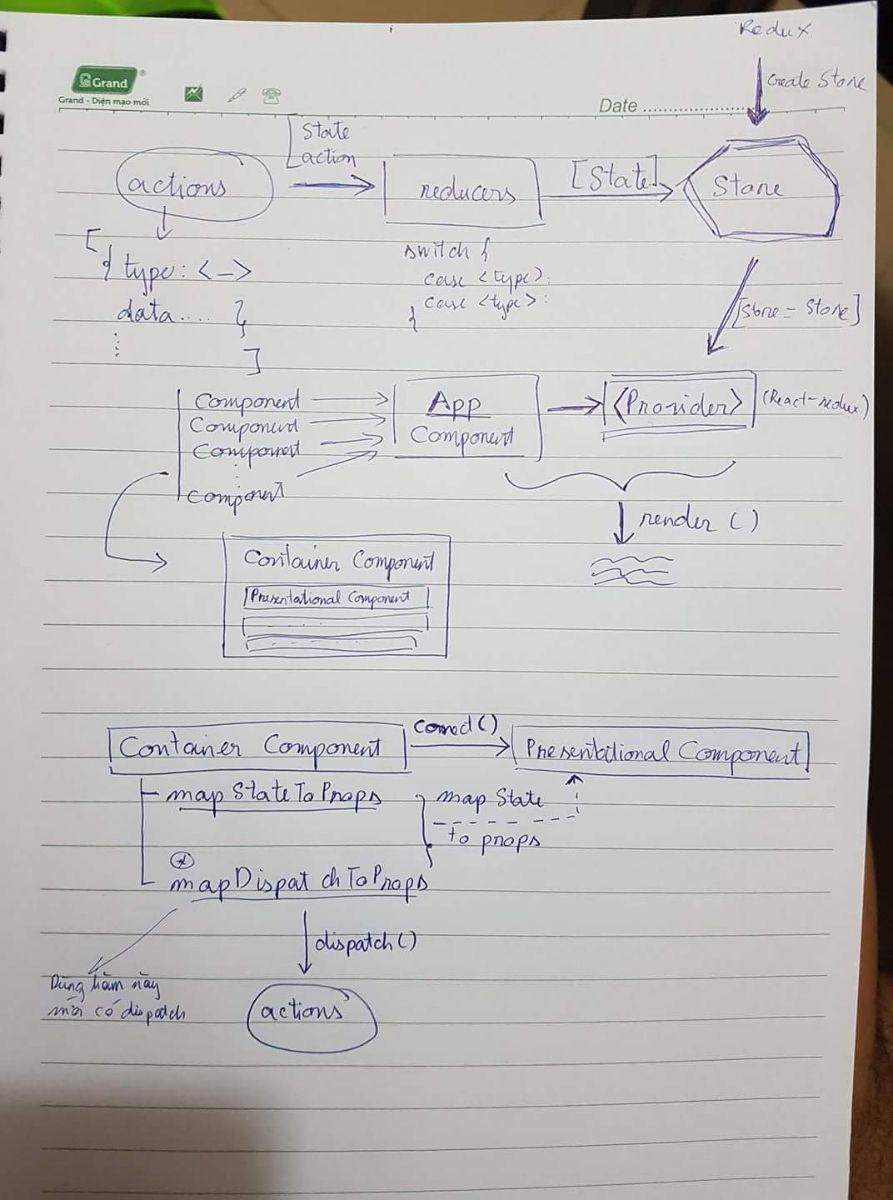 Redux
Create Store
Grand
Grand - Diện mạo mới
Date
State
action
actions
reducers
[State]
Store
[
{ type: <->
data.... }
]
switch {
case <type>:
case <type>:
}
[Store = Store]
Component
Component
Component
Component
App
Component
<Provider>
(React-redux)
render ()
Container Component
Presentational Component
Container Component
connect()
Presentational Component
mapStateToProps
map State
to props
mapDispatchToProps
dispatch()
Dùng hàm này
mới có dispatch
actions